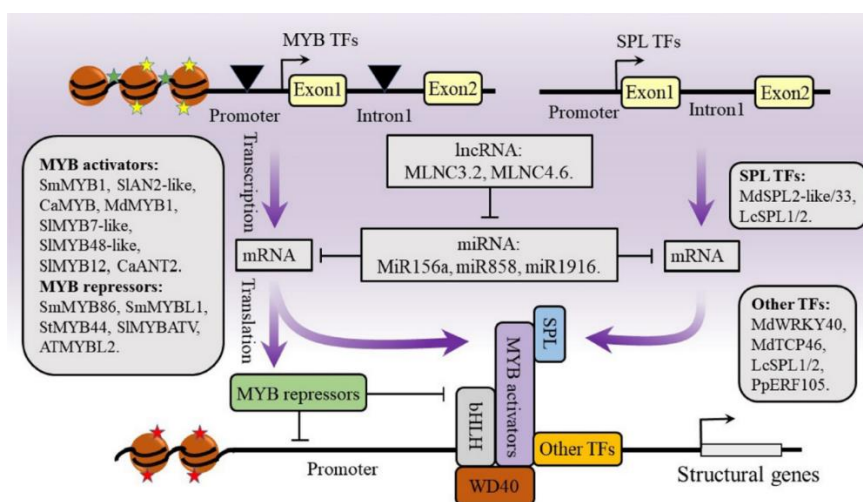 MYB TFs
SPL TFs
Exon1
Exon2
Promoter
Intron1
Exon1
Exon2
Promoter
Intron1
Transcription
lncRNA:
MLNC3.2, MLNC4.6.
MYB activators:
SmMYB1, SlAN2-like,
CaMYB, MdMYB1,
SlMYB7-like,
SlMYB48-like,
SlMYB12, CaANT2.
MYB repressors:
SmMYB86, SmMYBL1,
StMYB44, SlMYBATV,
ATMYBL2.
SPL TFs:
MdSPL2-like/33,
LcSPL1/2.
mRNA
miRNA:
MiR156a, miR858, miR1916.
mRNA
Translation
SPL
MYB activators
Other TFs:
MdWRKY40,
MdTCP46,
LcSPL1/2,
PpERF105.
MYB repressors
bHLH
Other TFs
WD40
Promoter
Structural genes